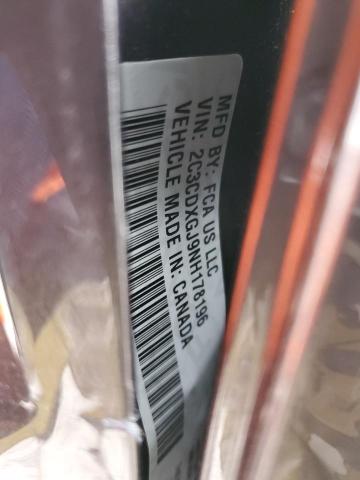 MFD BY: FCA US LLC
VIN: 2C3CDXGJ9NH178196
VEHICLE MADE IN: CANADA